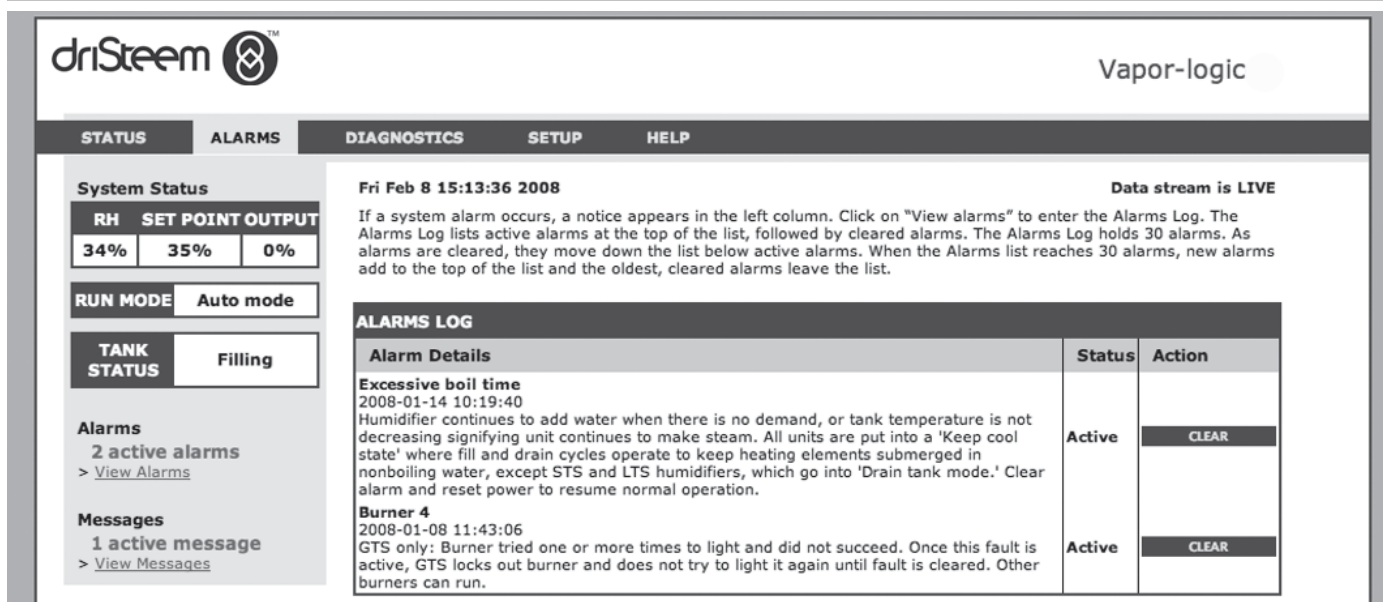 driSteem TM
Vapor-logic
STATUS ALARMS DIAGNOSTICS SETUP HELP
System Status
RH SET POINT OUTPUT
34% 35% 0%
RUN MODE Auto mode
TANK STATUS Filling
Alarms
2 active alarms
> View Alarms
Messages
1 active message
> View Messages
Fri Feb 8 15:13:36 2008 Data stream is LIVE
If a system alarm occurs, a notice appears in the left column. Click on "View alarms" to enter the Alarms Log. The
Alarms Log lists active alarms at the top of the list, followed by cleared alarms. The Alarms Log holds 30 alarms. As
alarms are cleared, they move down the list below active alarms. When the Alarms list reaches 30 alarms, new alarms
add to the top of the list and the oldest, cleared alarms leave the list.
ALARMS LOG
Alarm Details Status Action
Excessive boil time
2008-01-14 10:19:40
Humidifier continues to add water when there is no demand, or tank temperature is not
decreasing signifying unit continues to make steam. All units are put into a 'Keep cool
state' where fill and drain cycles operate to keep heating elements submerged in
nonboiling water, except STS and LTS humidifiers, which go into 'Drain tank mode.' Clear
alarm and reset power to resume normal operation.
Active CLEAR
Burner 4
2008-01-08 11:43:06
GTS only: Burner tried one or more times to light and did not succeed. Once this fault is
active, GTS locks out burner and does not try to light it again until fault is cleared. Other
burners can run.
Active CLEAR